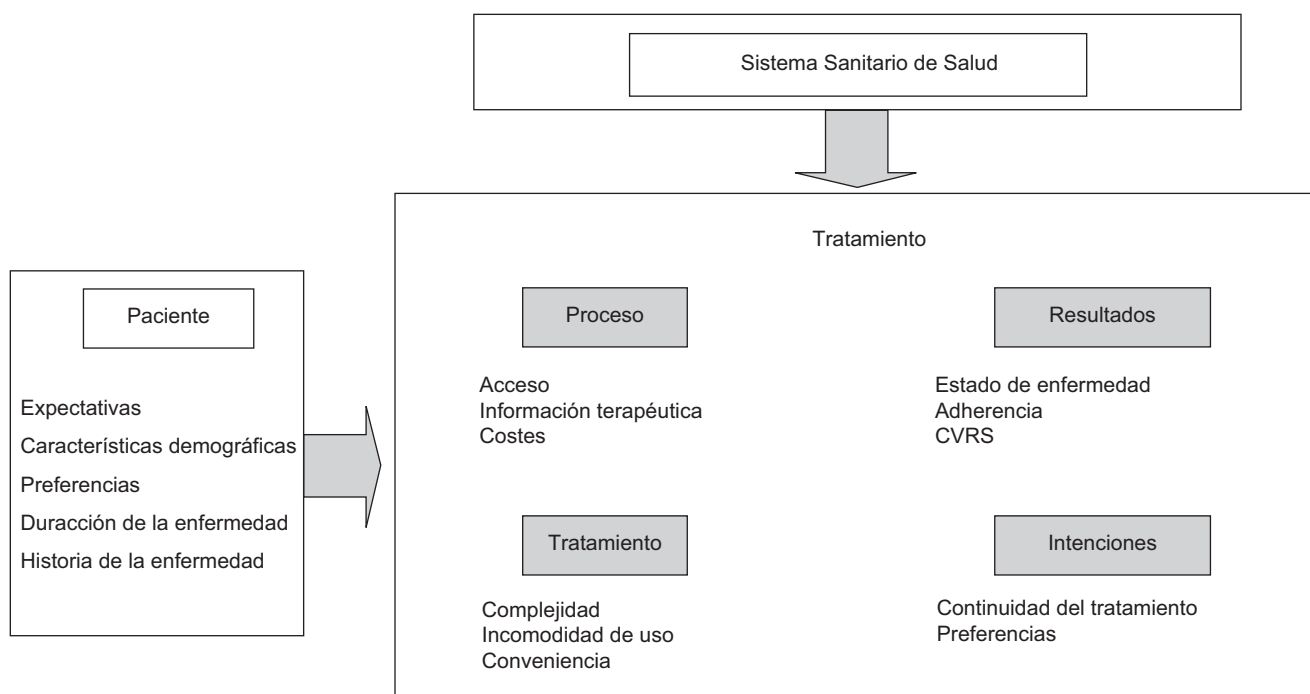 Sistema Sanitario de Salud
Tratamiento
Paciente
Expectativas
Característícas demográficas
Preferencias
Duracción de la enfermedad
Historia de la enfermedad
Proceso
Acceso
Información terapéutica
Costes
Resultados
Estado de enfermedad
Adherencia
CVRS
Tratamiento
Complejidad
Incomodidad de uso
Conveniencia
Intenciones
Continuidad del tratamiento
Preferencias